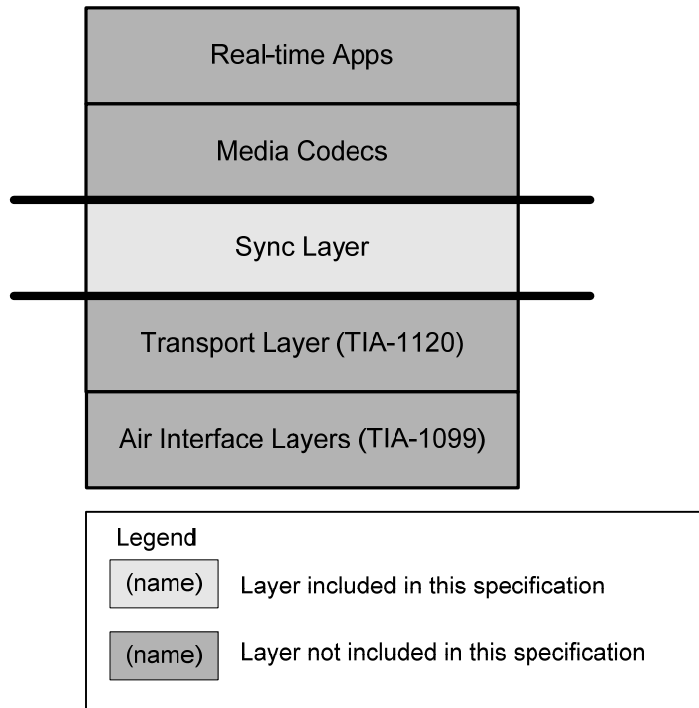 Real-time Apps
Media Codecs
Sync Layer
Transport Layer (TIA-1120)
Air Interface Layers (TIA-1099)
Legend
(name) Layer included in this specification
(name) Layer not included in this specification